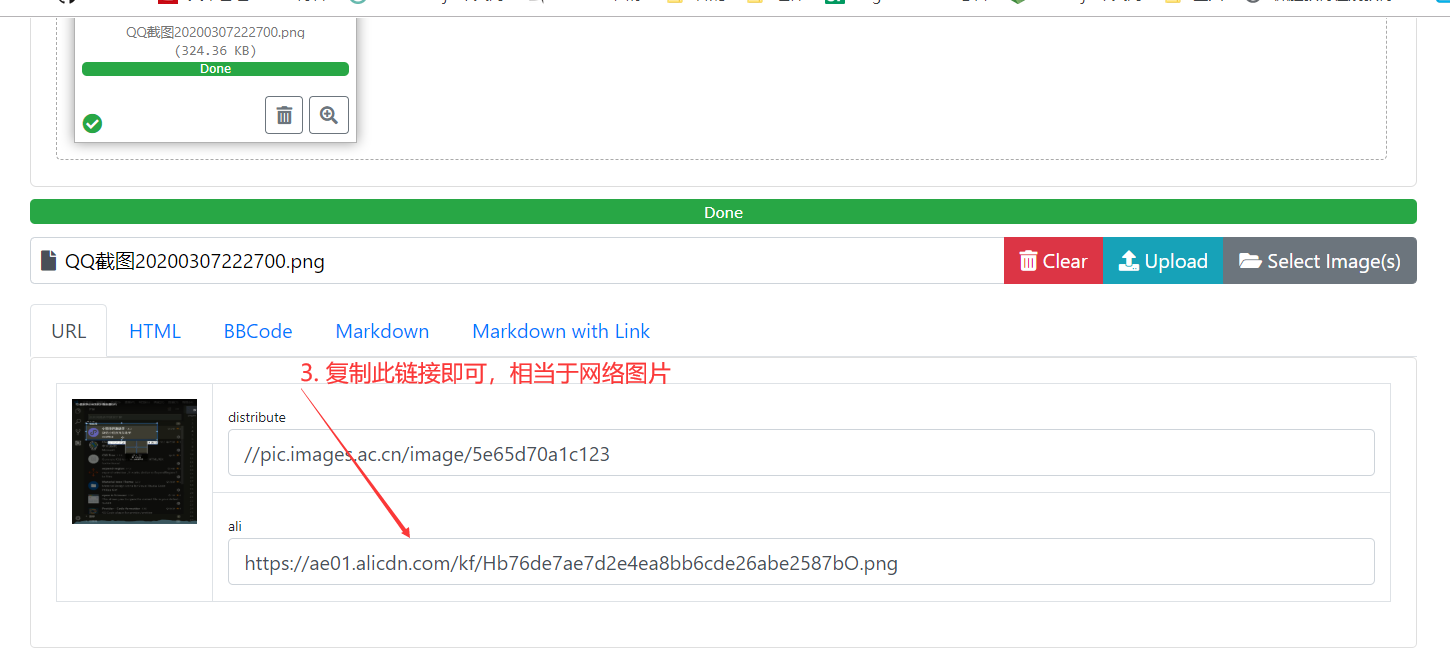 QQ截图20200307222700.png
(324.36 KB)
Done
Done
QQ截图20200307222700.png
Clear
Upload
Select Image(s)
URL
HTML
BBCode
Markdown
Markdown with Link
3. 复制此链接即可，相当于网络图片
distribute
//pic.images.ac.cn/image/5e65d70a1c123
ali
https://ae01.alicdn.com/kf/Hb76de7ae7d2e4ea8bb6cde26abe2587bO.png